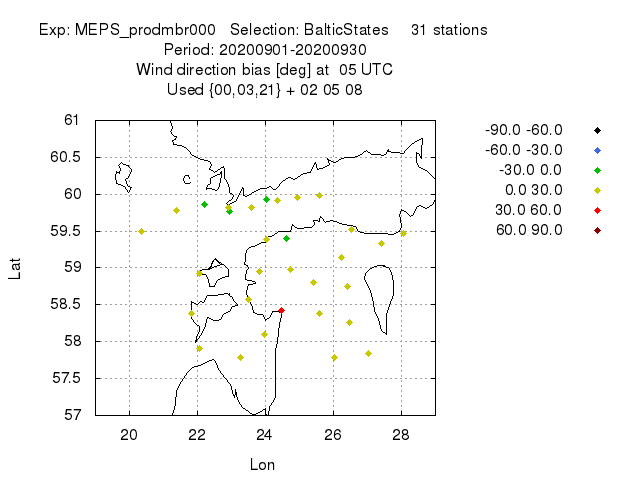 Exp: MEPS_prodmbr000 Selection: BalticStates 31 stations
Period: 20200901-20200930
Wind direction bias [deg] at 05 UTC
Used {00,03,21} + 02 05 08
61
60.5
60
59.5
59
58.5
58
57.5
57
Lat
20 22 24 26 28
Lon
-90.0 -60.0
-60.0 -30.0
-30.0 0.0
0.0 30.0
30.0 60.0
60.0 90.0